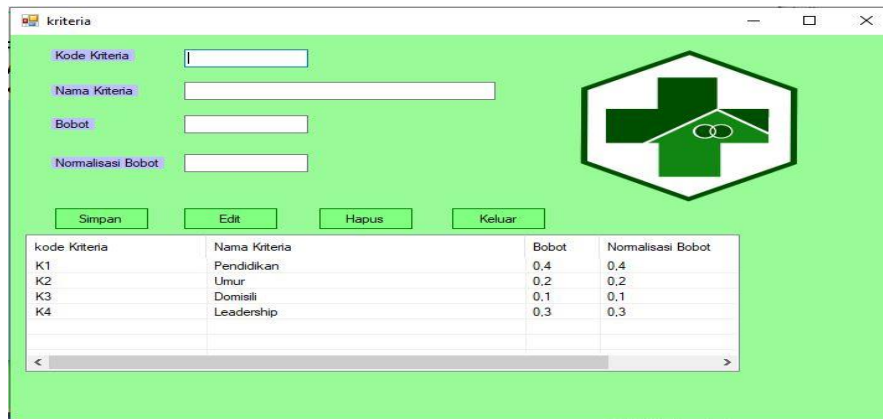 kriteria
Kode Kriteria
Nama Kriteria
Bobot
Normalisasi Bobot
Simpan Edit Hapus Keluar
kode Kriteria Nama Kriteria Bobot Normalisasi Bobot
K1 Pendidikan 0,4 0,4
K2 Umur 0,2 0,2
K3 Domisili 0,1 0,1
K4 Leadership 0,3 0,3